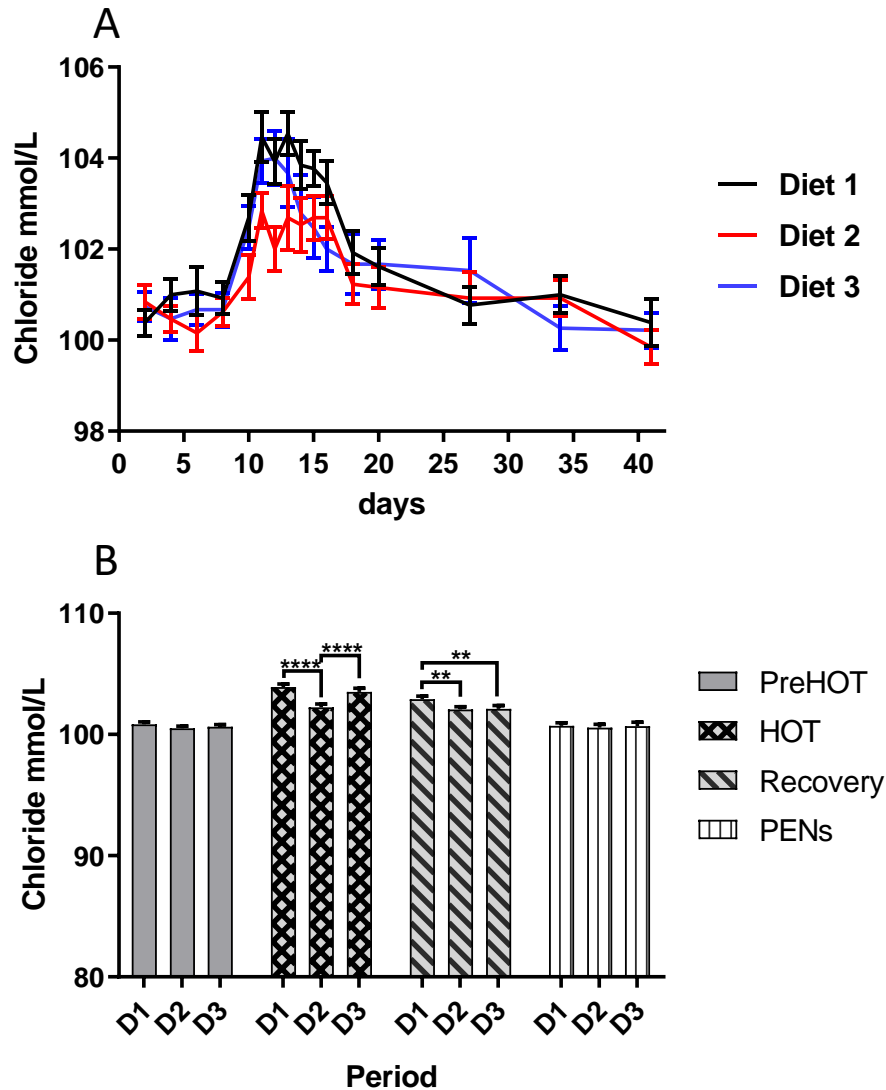 A
106
104
102
100
98
Chloride mmol/L
0 5 10 15 20 25 30 35 40
days
Diet 1
Diet 2
Diet 3
B
110
100
90
80
Chloride mmol/L
**** ****
** **
D1 D2 D3 D1 D2 D3 D1 D2 D3 D1 D2 D3
Period
PreHOT
HOT
Recovery
PENs